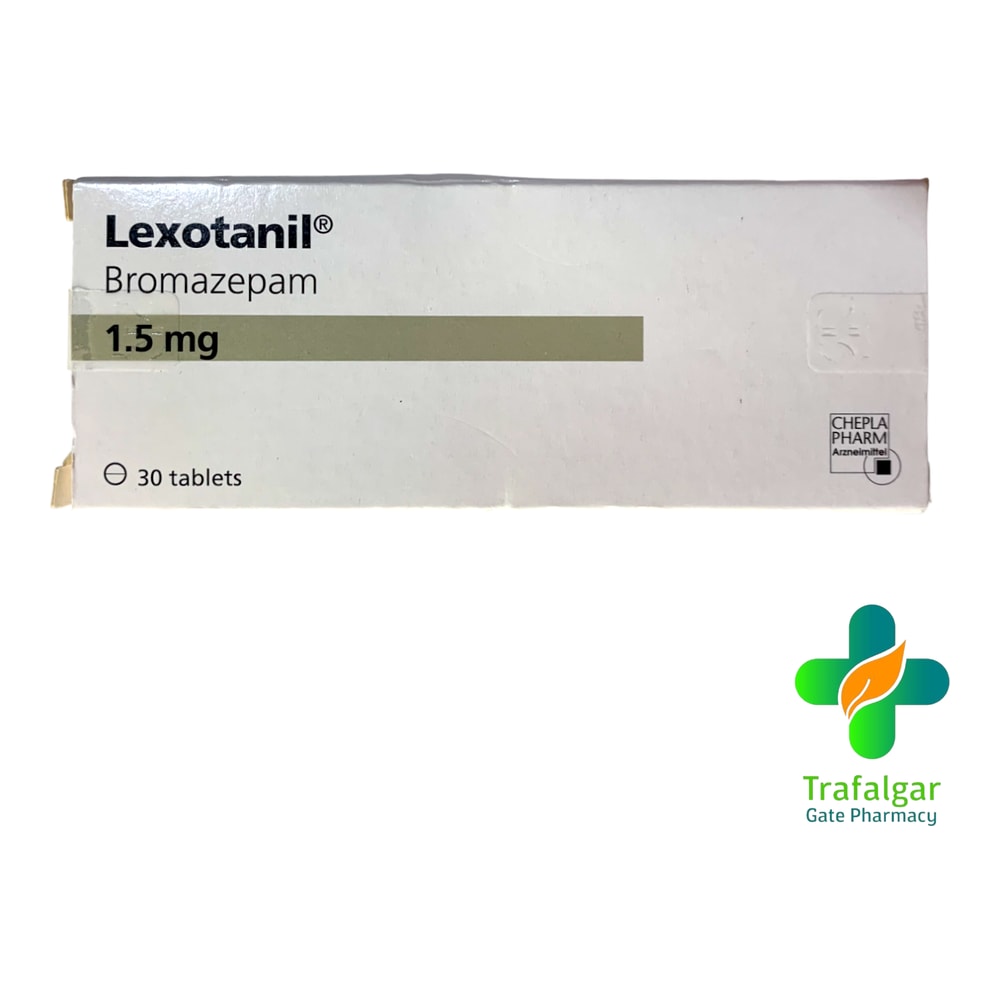 Lexotanil®
Bromazepam
1.5 mg
30 tablets
CHEPLA
PHARM
Arzneimittel
Trafalgar
Gate Pharmacy